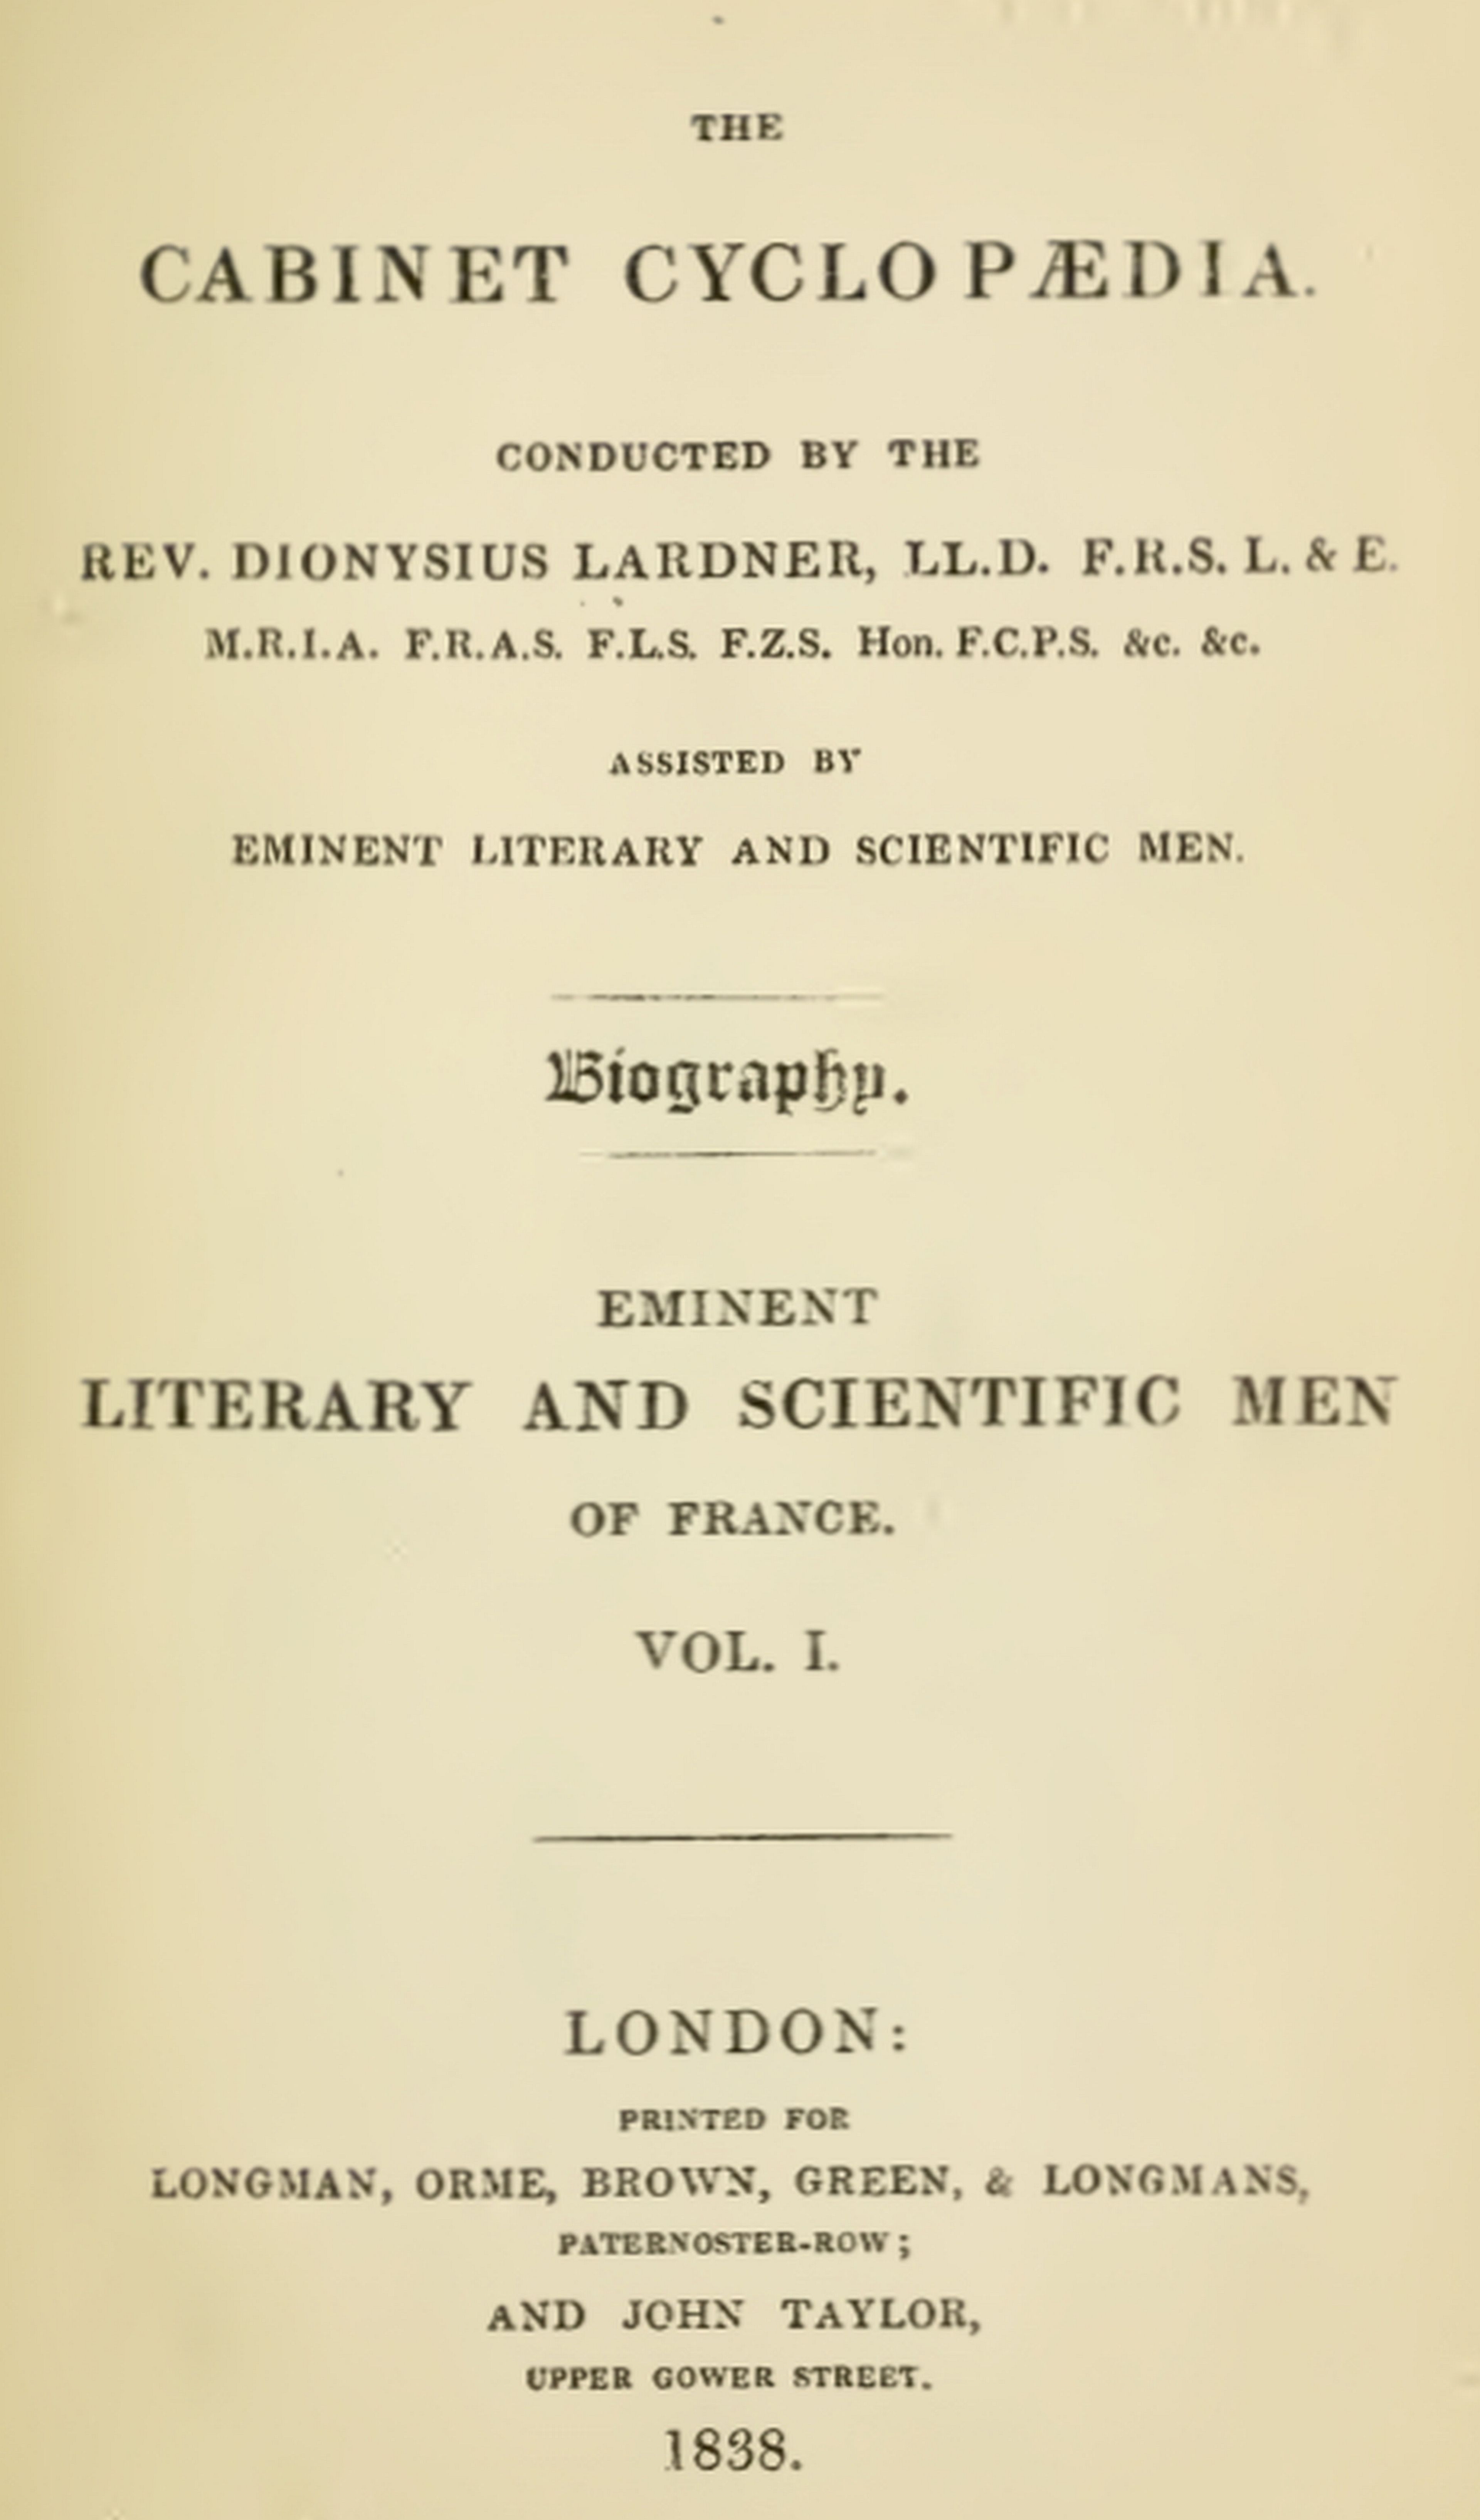 THE
CABINET CYCLOPÆDIA.
CONDUCTED BY THE
REV. DIONYSIUS LARDNER, LL.D. F.R.S. L. & E.
M.R.I.A. F.R.A.S. F.L.S. F.Z.S. Hon. F.C.P.S. &c. &c.
ASSISTED BY
EMINENT LITERARY AND SCIENTIFIC MEN.
Biography.
EMINENT
LITERARY AND SCIENTIFIC MEN
OF FRANCE.
VOL. I.
LONDON:
PRINTED FOR
LONGMAN, ORME, BROWN, GREEN, & LONGMANS,
PATERNOSTER-ROW;
AND JOHN TAYLOR,
UPPER GOWER STREET.
1838.